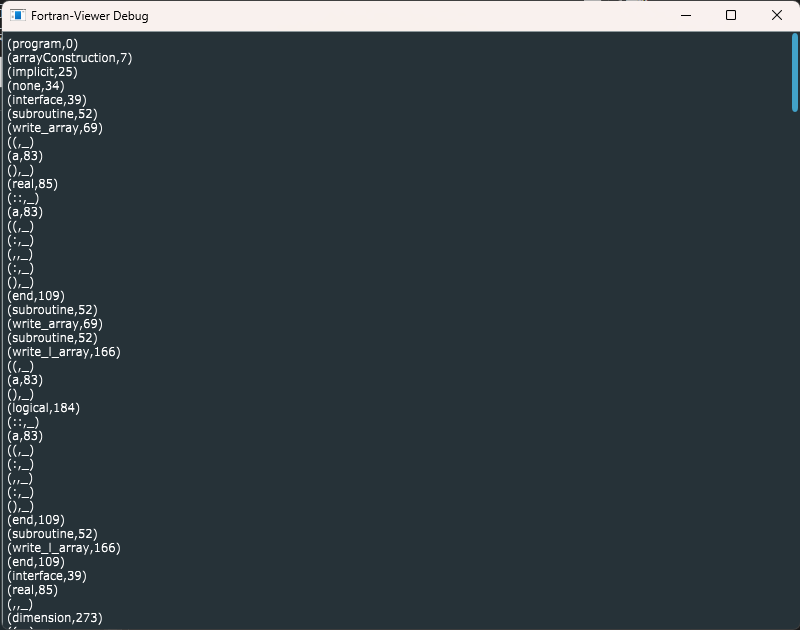 Fortran-Viewer Debug
(program,0)
(arrayConstruction,7)
(implicit,25)
(none,34)
(interface,39)
(subroutine,52)
(write_array,69)
((,_)
(a,83)
(),_)
(real,85)
(::,_)
(a,83)
((,_)
(:,_)
(,,_)
(:,_)
(),_)
(end,109)
(subroutine,52)
(write_array,69)
(subroutine,52)
(write_l_array,166)
((,_)
(a,83)
(),_)
(logical,184)
(::,_)
(a,83)
((,_)
(:,_)
(,,_)
(:,_)
(),_)
(end,109)
(subroutine,52)
(write_l_array,166)
(end,109)
(interface,39)
(real,85)
(,,_)
(dimension,273)